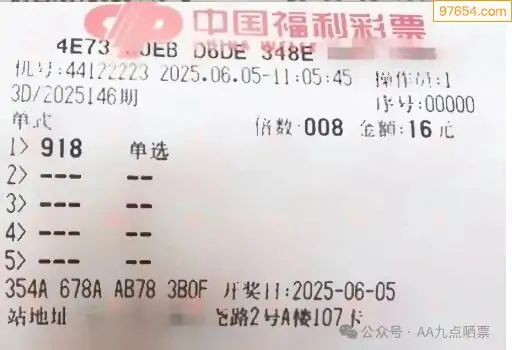 97654.com
中国福利彩票
4E73 0EB D6DE 348E
机号:44122223 2025.06.05-11:05:45 操作员:1
3D/2025146期 序号:00000
单式 倍数:008 金额:16元
1> 918 单选
2> --- --
3> --- --
4> --- --
5> --- --
354A 678A AB78 3B0F 开奖日:2025-06-05
站地址 路2号A楼107卡
公众号·AA九点晒票